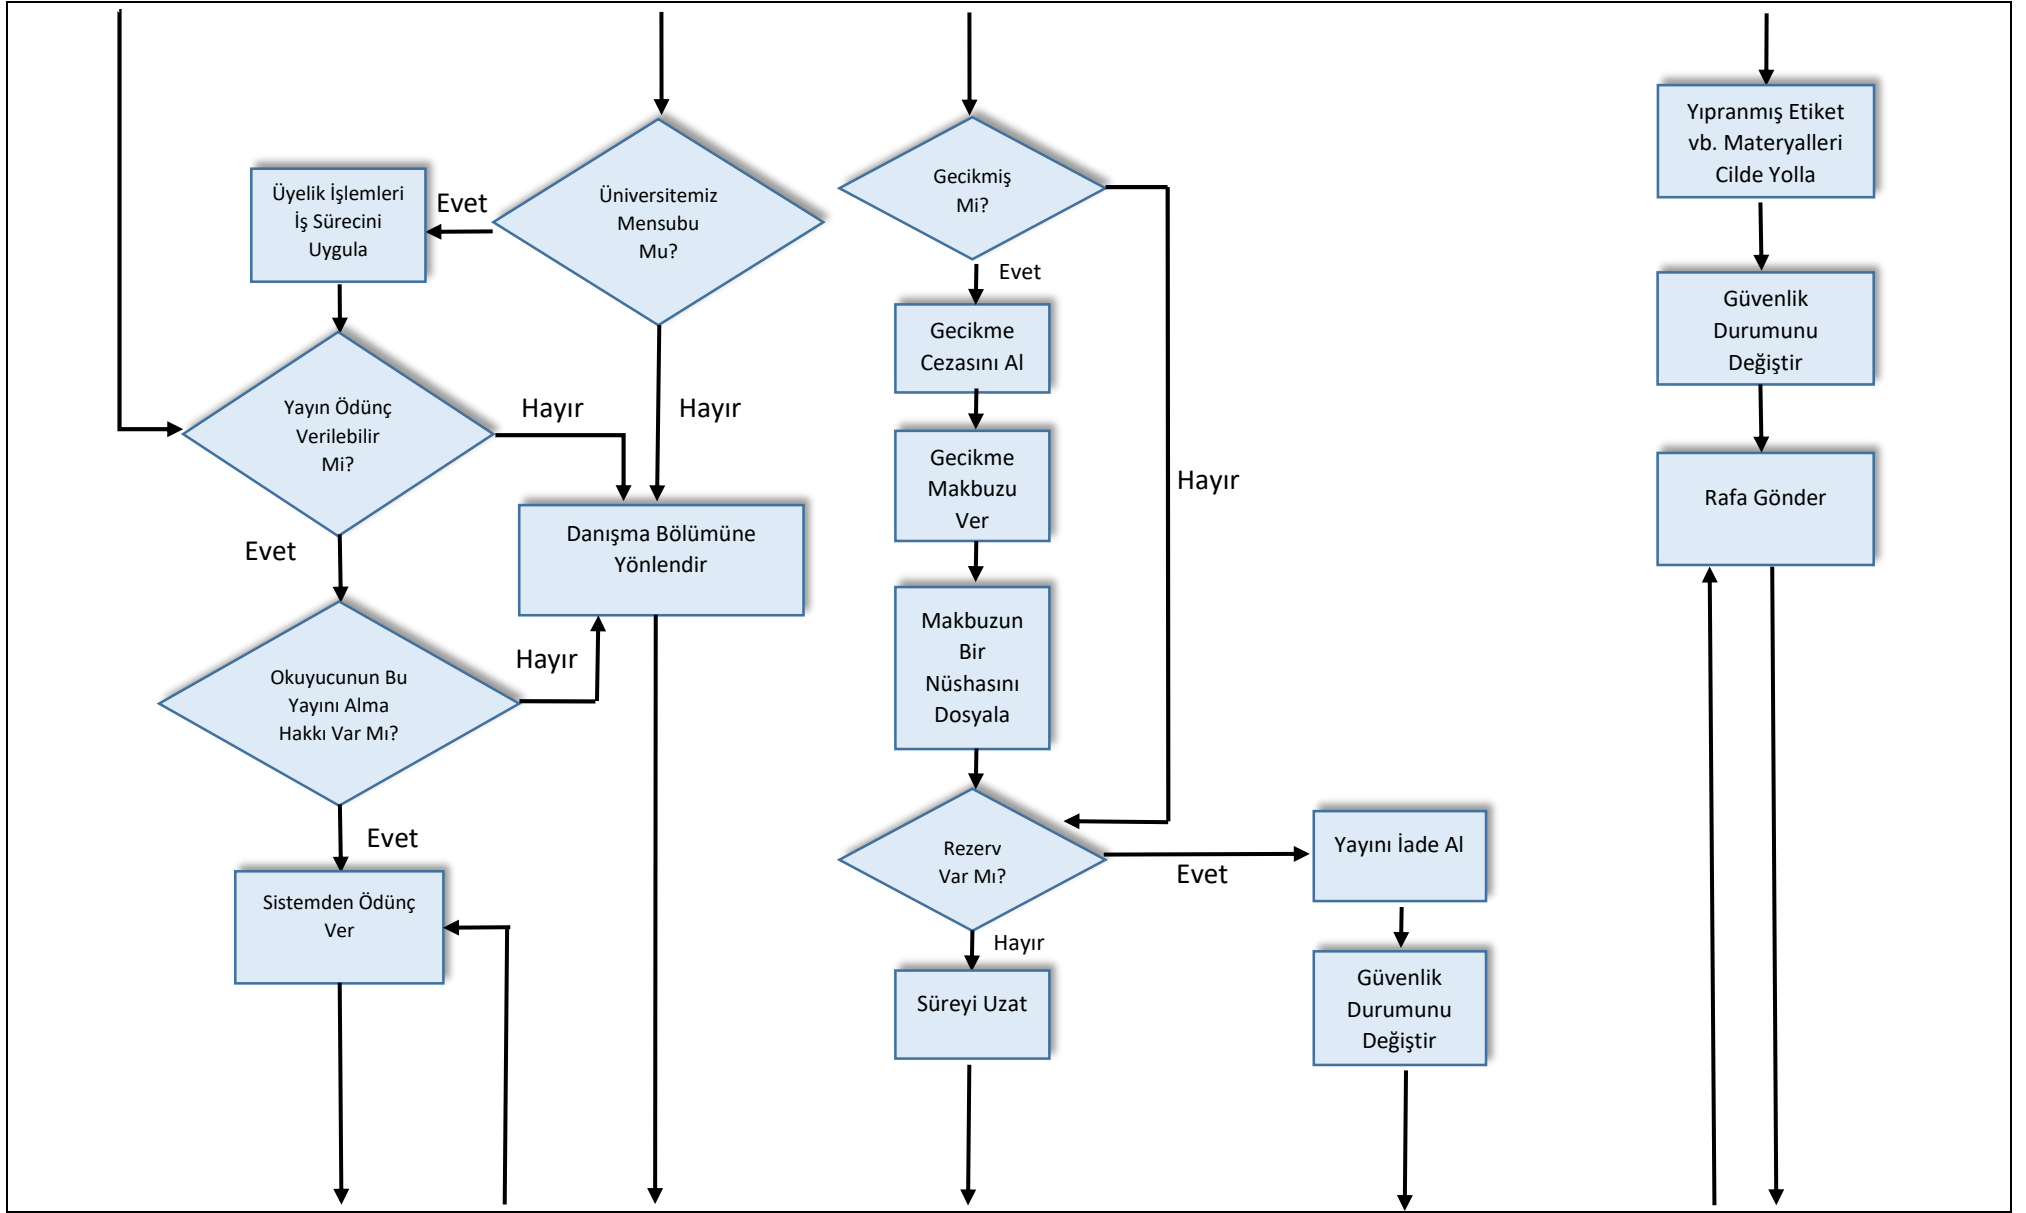 Üniversitemiz
Mensubu
Mu?
Evet
Üyelik İşlemleri
İş Sürecini
Uygula
Hayır
Yayın Ödünç
Verilebilir
Mi?
Hayır
Evet
Danışma Bölümüne
Yönlendir
Okuyucunun Bu
Yayını Alma
Hakkı Var Mı?
Hayır
Evet
Sistemden Ödünç
Ver
Gecikmiş
Mi?
Evet
Hayır
Gecikme
Cezasını Al
Gecikme
Makbuzu
Ver
Makbuzun
Bir
Nüshasını
Dosyala
Rezerv
Var Mı?
Evet
Hayır
Süreyi Uzat
Yayını İade Al
Güvenlik
Durumunu
Değiştir
Yıpranmış Etiket
vb. Materyalleri
Cilde Yolla
Güvenlik
Durumunu
Değiştir
Rafa Gönder